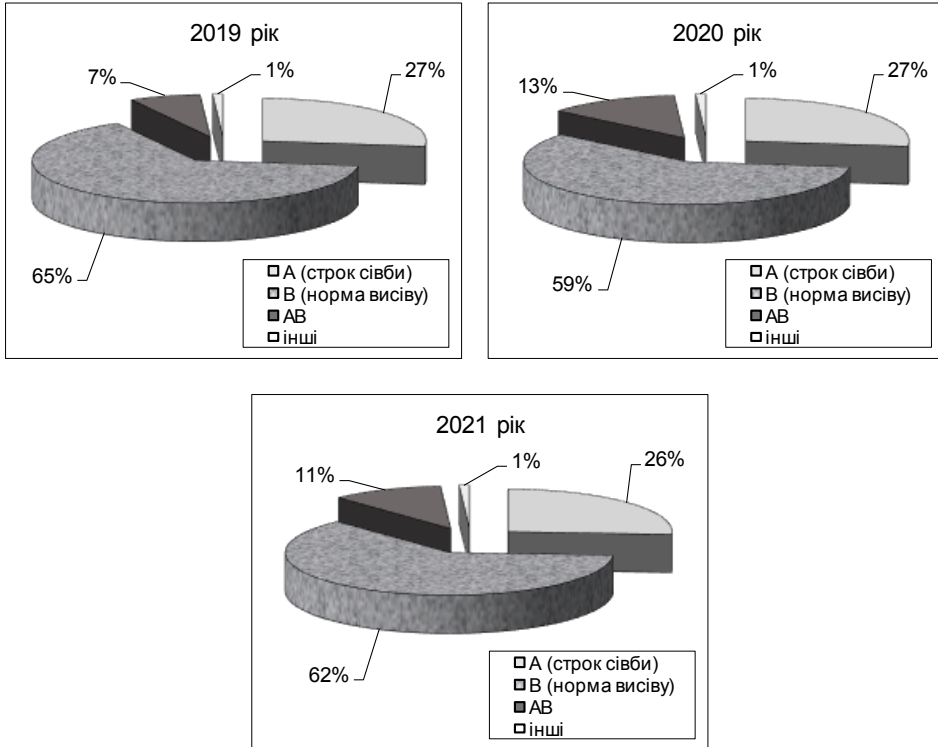 2019 рік
7%
1%
27%
65%
А (строк сівби)
В (норма висіву)
АВ
інші
2020 рік
13%
1%
27%
59%
А (строк сівби)
В (норма висіву)
АВ
інші
2021 рік
11%
1%
26%
62%
А (строк сівби)
В (норма висіву)
АВ
інші